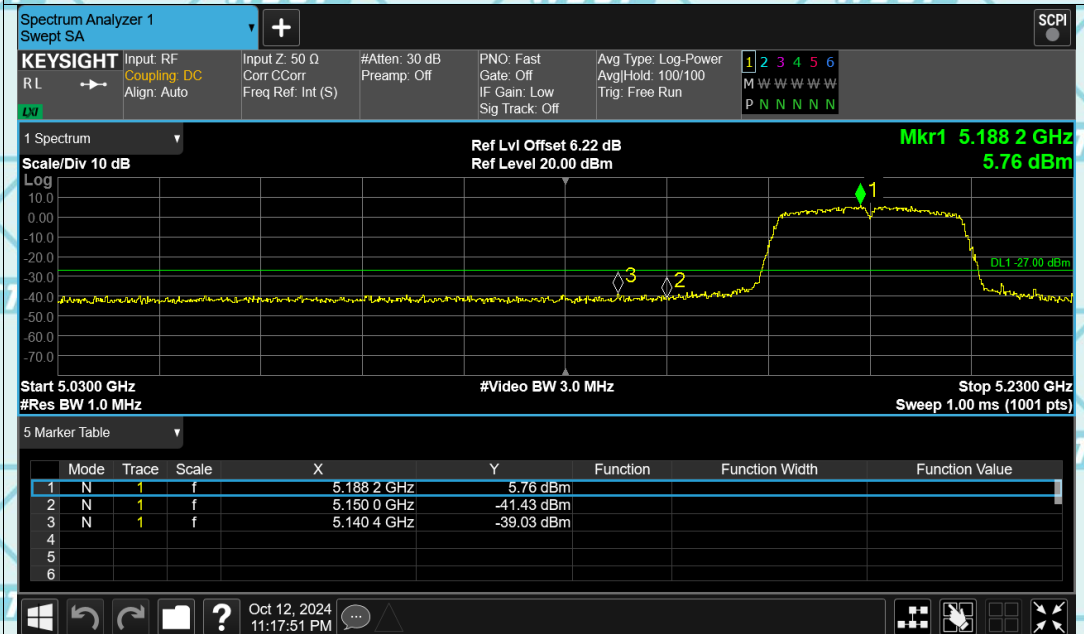 Spectrum Analyzer 1
Swept SA
+
SCPI
KEYSIGHT
RL
LXI
Input: RF
Coupling: DC
Align: Auto
Input Z: 50 Ω
Corr CCorr
Freq Ref: Int (S)
#Atten: 30 dB
Preamp: Off
PNO: Fast
Gate: Off
IF Gain: Low
Sig Track: Off
Avg Type: Log-Power
Avg|Hold: 100/100
Trig: Free Run
1 2 3 4 5 6
M W W W W W
P N N N N N
1 Spectrum
Scale/Div 10 dB
Ref Lvl Offset 6.22 dB
Ref Level 20.00 dBm
Mkr1 5.188 2 GHz
5.76 dBm
Log
10.0
0.00
-10.0
-20.0
-30.0
-40.0
-50.0
-60.0
-70.0
1
3
2
DL1 -27.00 dBm
Start 5.0300 GHz
#Res BW 1.0 MHz
#Video BW 3.0 MHz
Stop 5.2300 GHz
Sweep 1.00 ms (1001 pts)
5 Marker Table
Mode Trace Scale X Y Function Function Width Function Value
1 N 1 f 5.188 2 GHz 5.76 dBm
2 N 1 f 5.150 0 GHz -41.43 dBm
3 N 1 f 5.140 4 GHz -39.03 dBm
4
5
6
?
Oct 12, 2024
11:17:51 PM